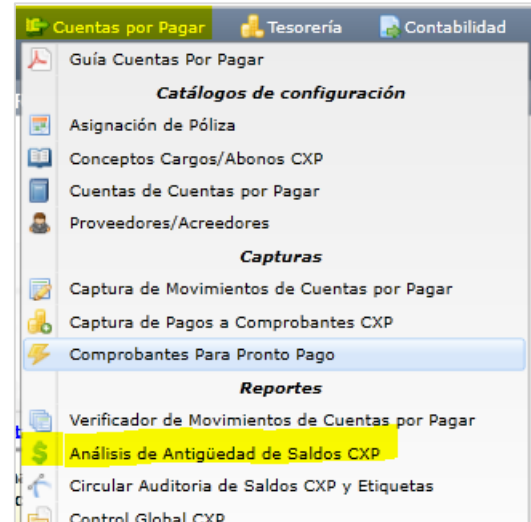 Cuentas por Pagar Tesorería Contabilidad
Guía Cuentas Por Pagar
Catálogos de configuración
Asignación de Póliza
Conceptos Cargos/Abonos CXP
Cuentas de Cuentas por Pagar
Proveedores/Acreedores
Capturas
Captura de Movimientos de Cuentas por Pagar
Captura de Pagos a Comprobantes CXP
Comprobantes Para Pronto Pago
Reportes
Verificador de Movimientos de Cuentas por Pagar
Análisis de Antigüedad de Saldos CXP
Circular Auditoria de Saldos CXP y Etiquetas
Control Global CXP